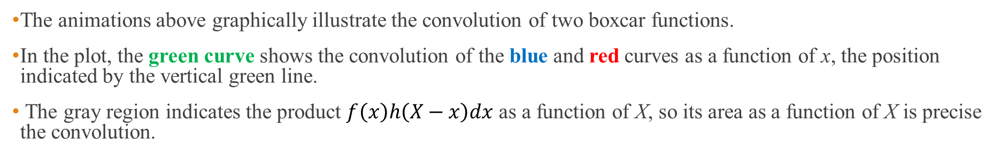 •The animations above graphically illustrate the convolution of two boxcar functions.
•In the plot, the green curve shows the convolution of the blue and red curves as a function of x, the position
indicated by the vertical green line.
• The gray region indicates the product f(x)h(X − x)dx as a function of X, so its area as a function of X is precise
the convolution.